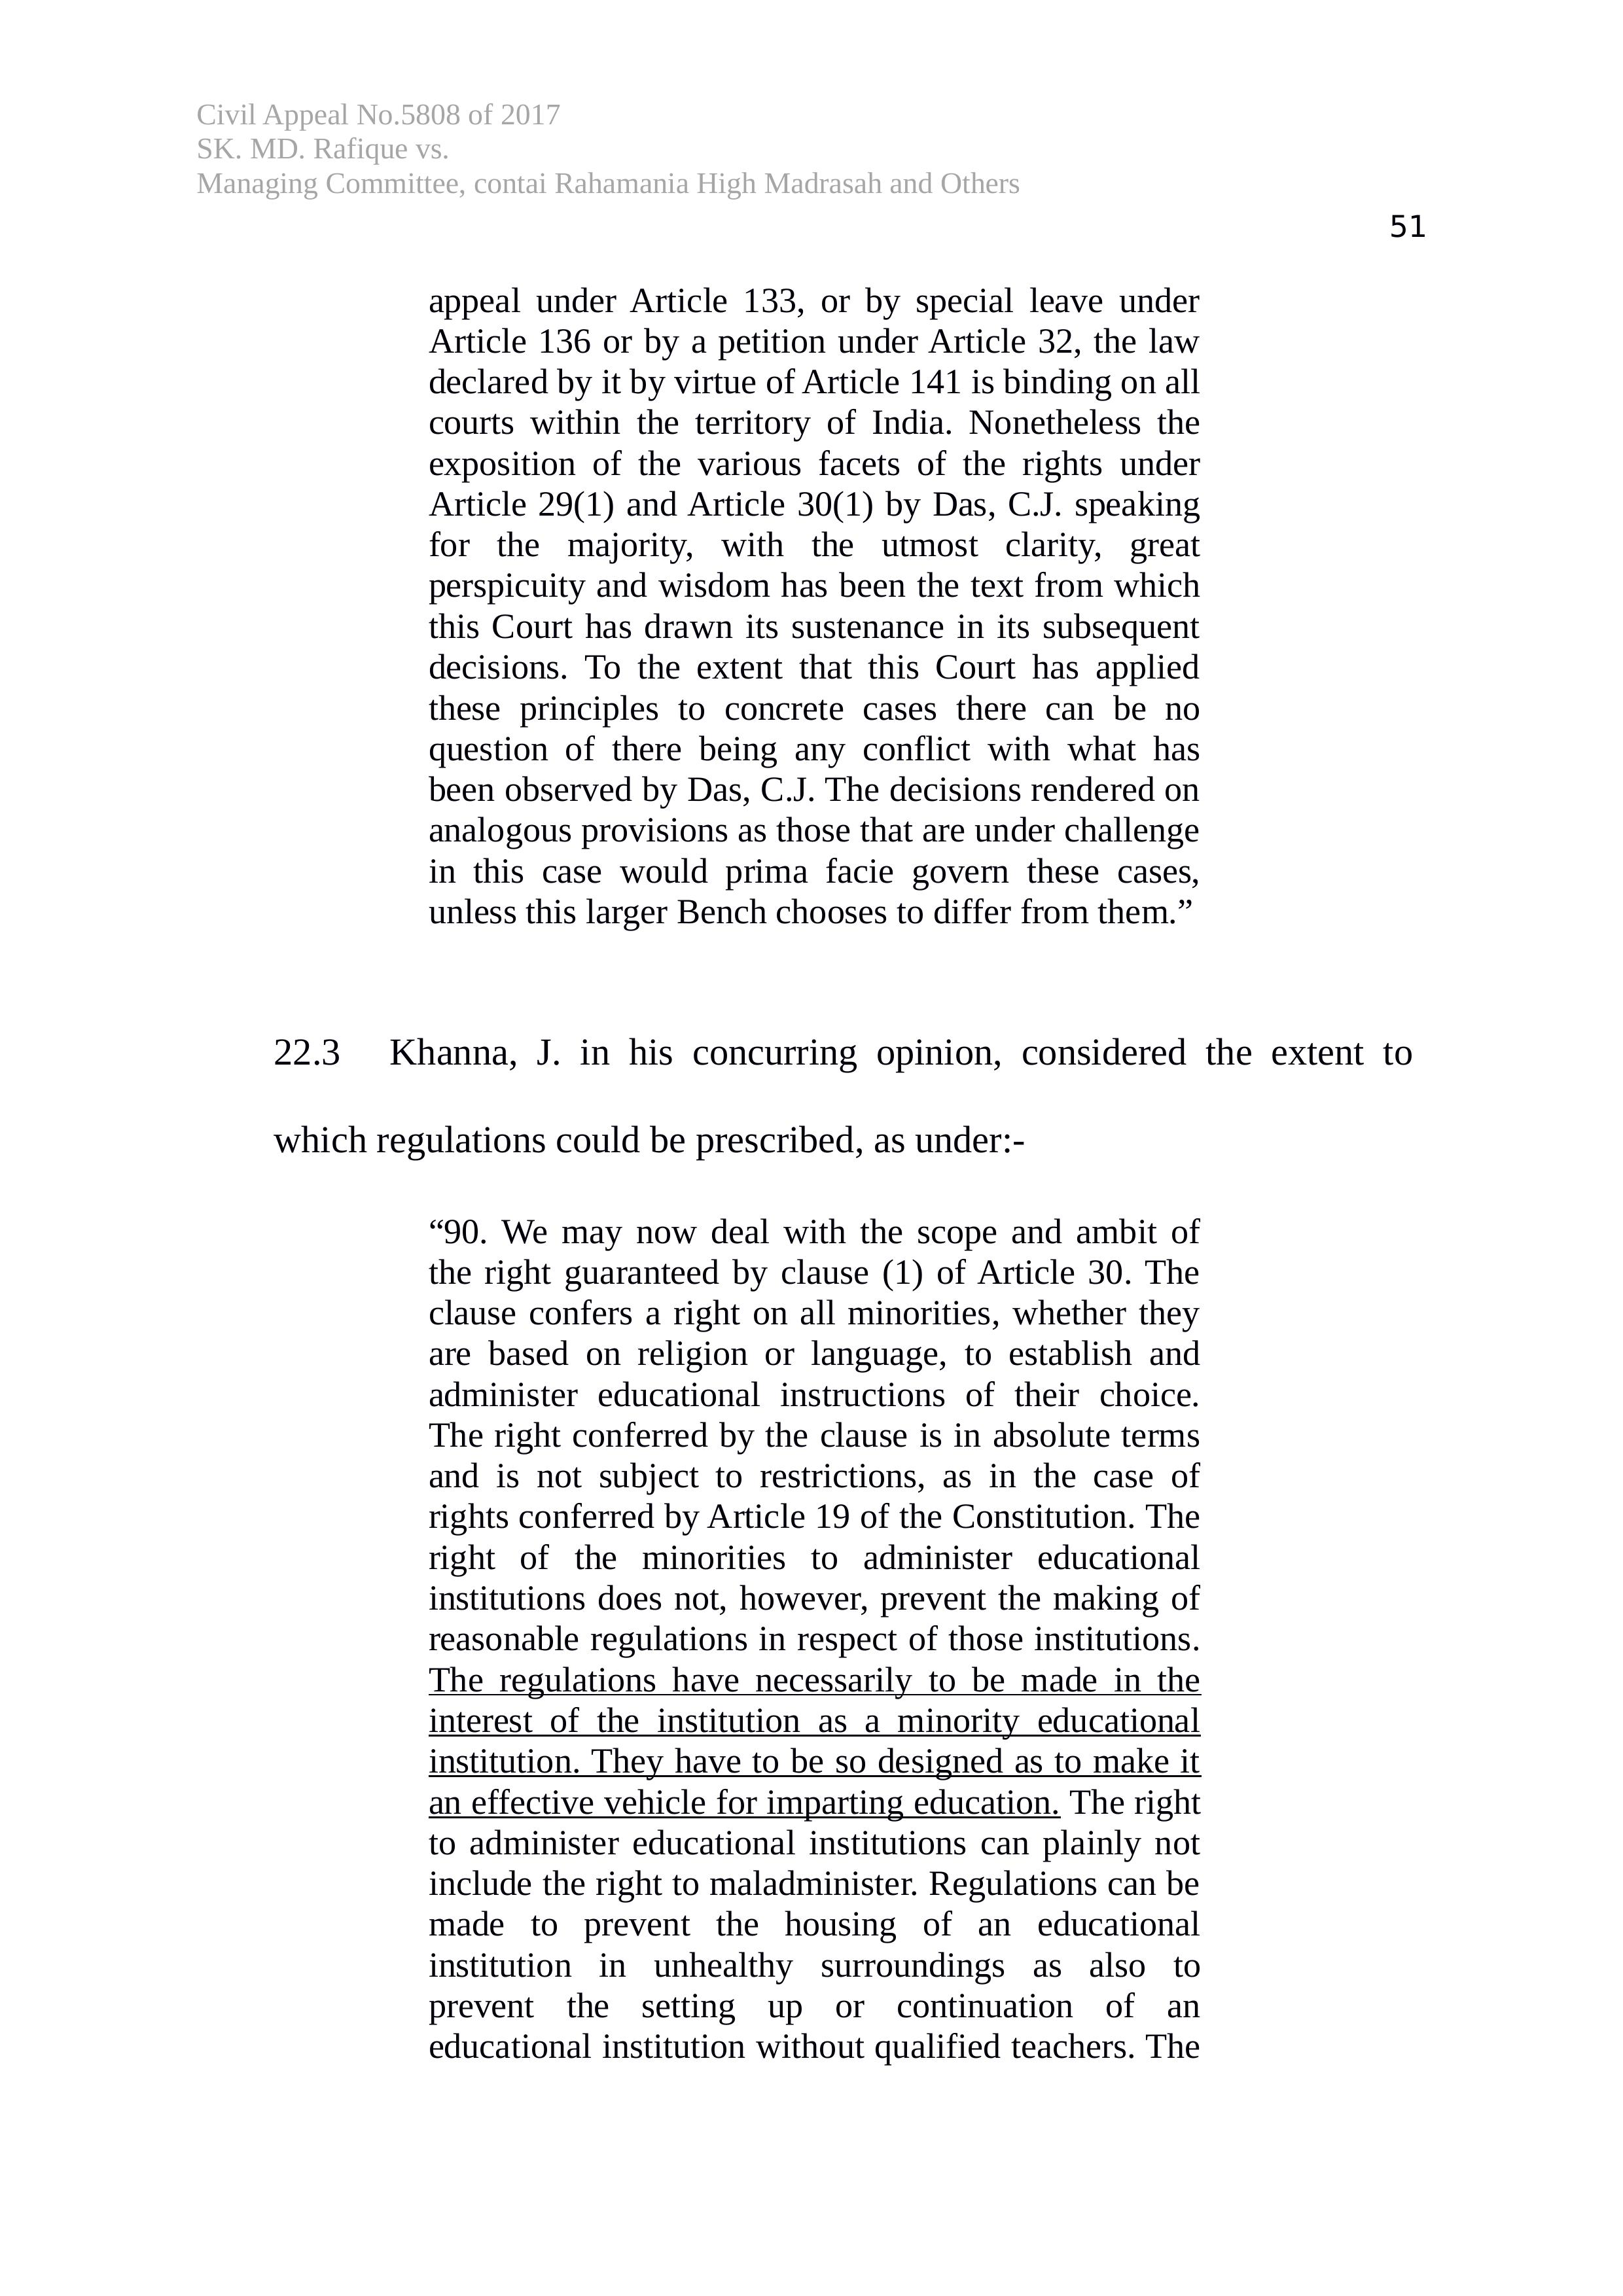 Civil Appeal No.5808 of 2017
SK. MD. Rafique vs.
Managing Committee, contai Rahamania High Madrasah and Others
51
appeal under Article 133, or by special leave under
Article 136 or by a petition under Article 32, the law
declared by it by virtue of Article 141 is binding on all
courts within the territory of India. Nonetheless the
exposition of the various facets of the rights under
Article 29(1) and Article 30(1) by Das, C.J. speaking
for the majority, with the utmost clarity, great
perspicuity and wisdom has been the text from which
this Court has drawn its sustenance in its subsequent
decisions. To the extent that this Court has applied
these principles to concrete cases there can be no
question of there being any conflict with what has
been observed by Das, C.J. The decisions rendered on
analogous provisions as those that are under challenge
in this case would prima facie govern these cases,
unless this larger Bench chooses to differ from them.”
22.3 Khanna, J. in his concurring opinion, considered the extent to
which regulations could be prescribed, as under:-
“90. We may now deal with the scope and ambit of
the right guaranteed by clause (1) of Article 30. The
clause confers a right on all minorities, whether they
are based on religion or language, to establish and
administer educational instructions of their choice.
The right conferred by the clause is in absolute terms
and is not subject to restrictions, as in the case of
rights conferred by Article 19 of the Constitution. The
right of the minorities to administer educational
institutions does not, however, prevent the making of
reasonable regulations in respect of those institutions.
The regulations have necessarily to be made in the
interest of the institution as a minority educational
institution. They have to be so designed as to make it
an effective vehicle for imparting education. The right
to administer educational institutions can plainly not
include the right to maladminister. Regulations can be
made to prevent the housing of an educational
institution in unhealthy surroundings as also to
prevent the setting up or continuation of an
educational institution without qualified teachers. The